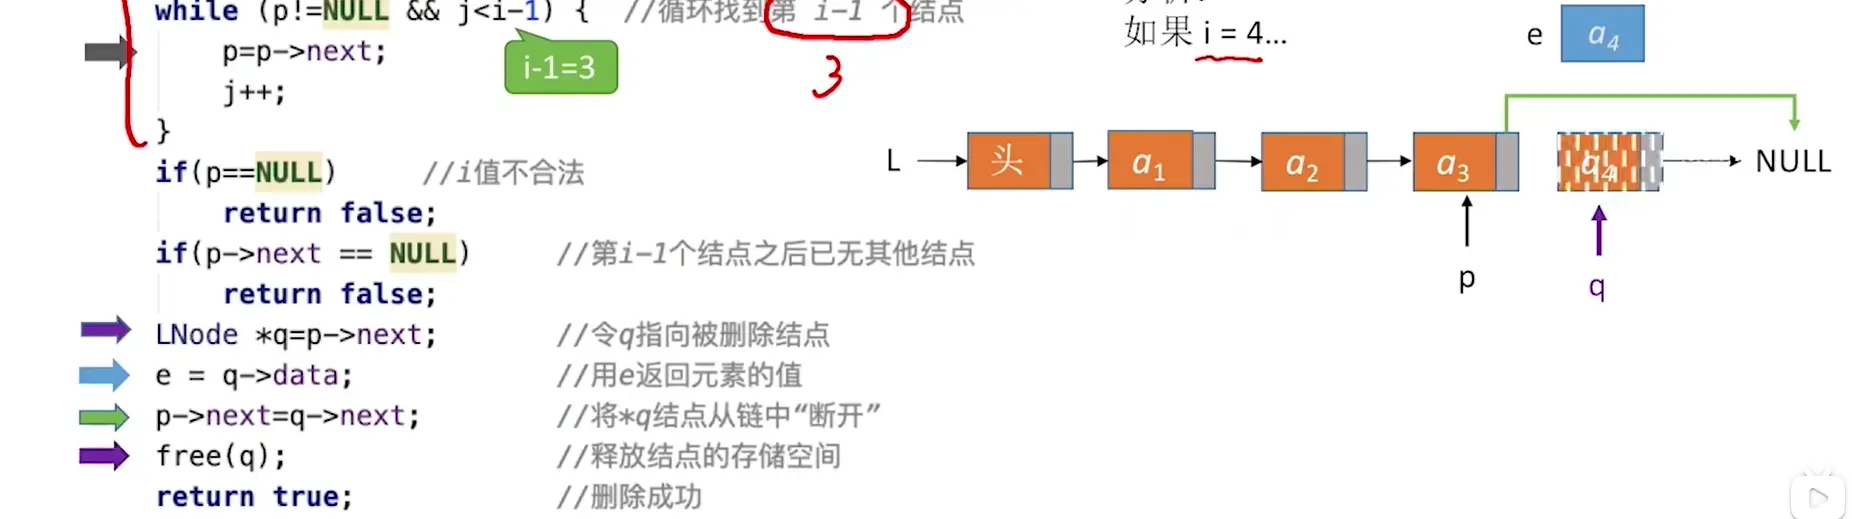 while (p!=NULL && j<i-1) {  //循环找到第 i-1 个结点
p=p->next;
j++;
}
if(p==NULL)  //i值不合法
return false;
if(p->next == NULL)  //第i-1个结点之后已无其他结点
return false;
LNode *q=p->next;  //令q指向被删除结点
e = q->data;  //用e返回元素的值
p->next=q->next;  //将*q结点从链中“断开”
free(q);  //释放结点的存储空间
return true;  //删除成功
i-1=3
3
如果 i = 4...
e a4
L 头 a1 a2 a3 a4 NULL
p q